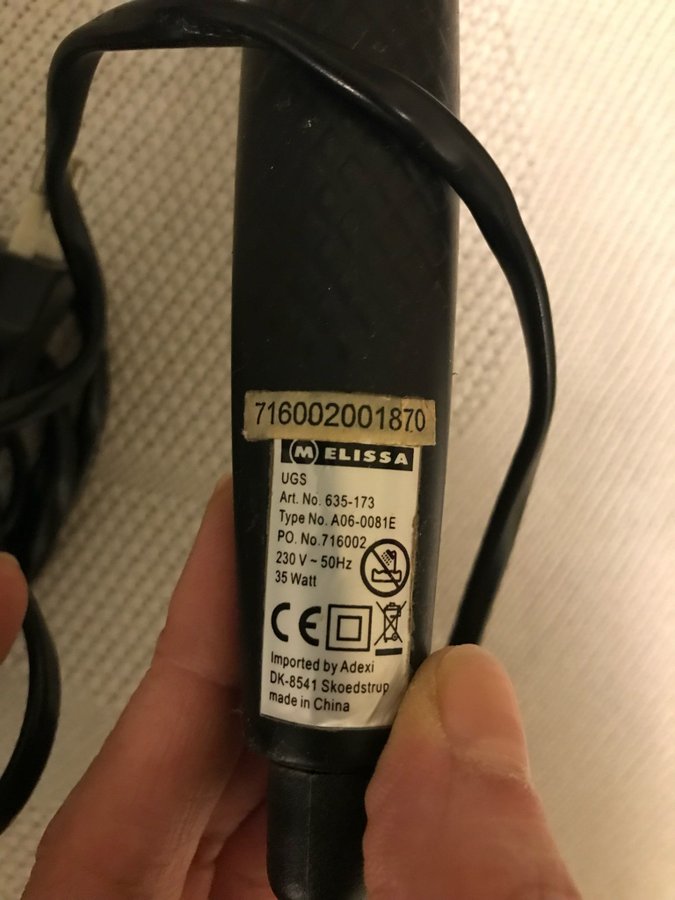 716002001870
MELISSA
UGS
Art. No. 635-173
Type No. A06-0081E
PO. No.716002
230 V ~ 50Hz
35 Watt
CE
Imported by Adexi
DK-8541 Skoedstrup
made in China